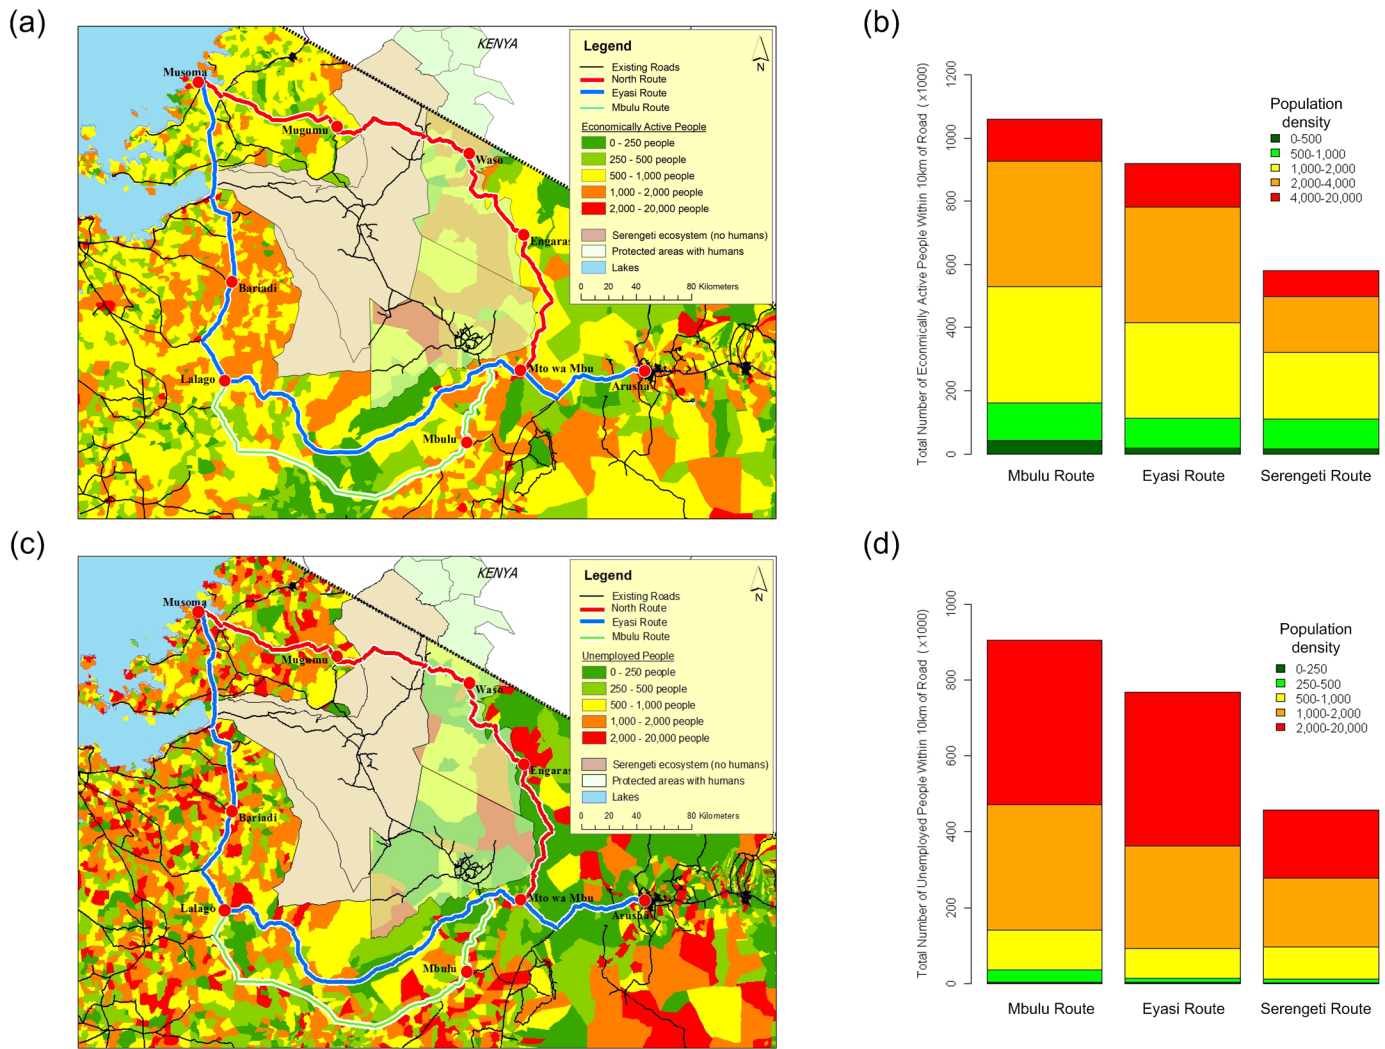 (a)
KENYA
Musoma
Mugumu
Waso
Engaras
Bariadi
Lalago
Mto wa Mbu
Arusha
Mbulu
Legend
N
Existing Roads
North Route
Eyasi Route
Mbulu Route
Economically Active People
0 - 250 people
250 - 500 people
500 - 1,000 people
1,000 - 2,000 people
2,000 - 20,000 people
Serengeti ecosystem (no humans)
Protected areas with humans
Lakes
0 20 40 80 Kilometers
(b)
Total Number of Econmically Active People Within 10km of Road (x1000)
1200
1000
800
600
400
200
0
Population
density
0-500
500-1,000
1,000-2,000
2,000-4,000
4,000-20,000
Mbulu Route Eyasi Route Serengeti Route
(c)
KENYA
Musoma
Mugumu
Waso
Engaras
Bariadi
Lalago
Mto wa Mbu
Arusha
Mbulu
Legend
N
Existing Roads
North Route
Eyasi Route
Mbulu Route
Unemployed People
0 - 250 people
250 - 500 people
500 - 1,000 people
1,000 - 2,000 people
2,000 - 20,000 people
Serengeti ecosystem (no humans)
Protected areas with humans
Lakes
0 20 40 80 Kilometers
(d)
Total Number of Unemployed People Within 10km of Road (x1000)
1000
800
600
400
200
0
Population
density
0-250
250-500
500-1,000
1,000-2,000
2,000-20,000
Mbulu Route Eyasi Route Serengeti Route